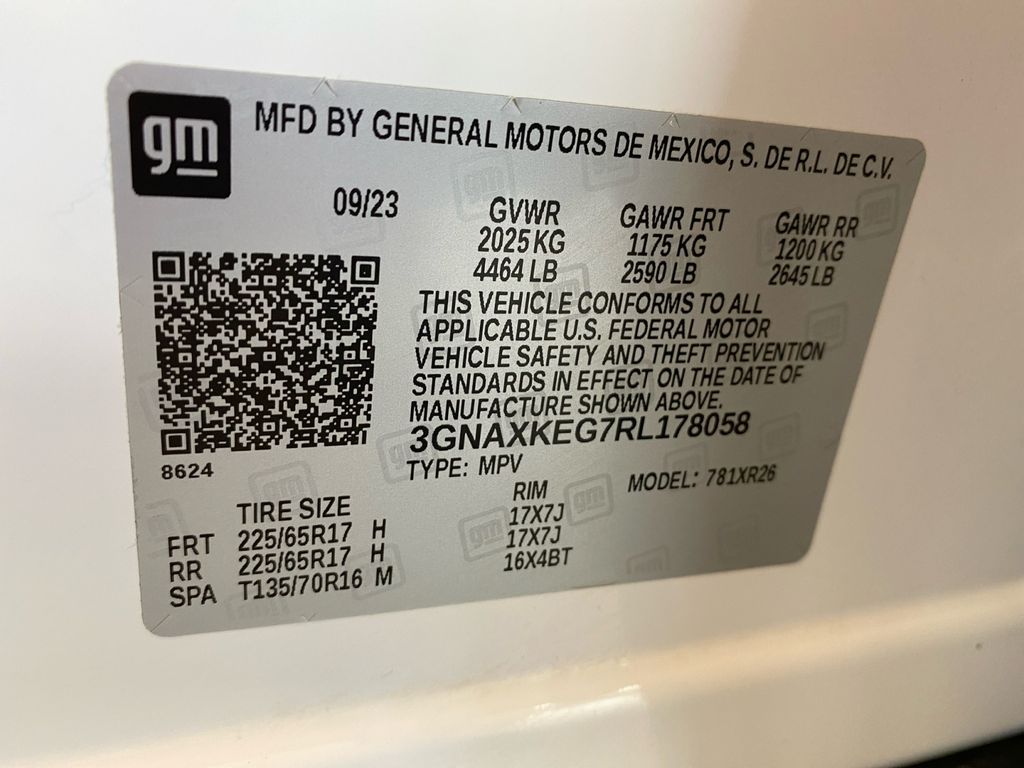 gm MFD BY GENERAL MOTORS DE MEXICO, S. DE R.L. DE C.V.
09/23 GVWR GAWR FRT GAWR RR
2025 KG 1175 KG 1200 KG
4464 LB 2590 LB 2645 LB
THIS VEHICLE CONFORMS TO ALL
APPLICABLE U.S. FEDERAL MOTOR
VEHICLE SAFETY AND THEFT PREVENTION
STANDARDS IN EFFECT ON THE DATE OF
MANUFACTURE SHOWN ABOVE.
3GNAXKEG7RL178058
8624 TYPE: MPV MODEL: 781XR26
TIRE SIZE RIM
FRT 225/65R17 H 17X7J
RR 225/65R17 H 17X7J
SPA T135/70R16 M 16X4BT